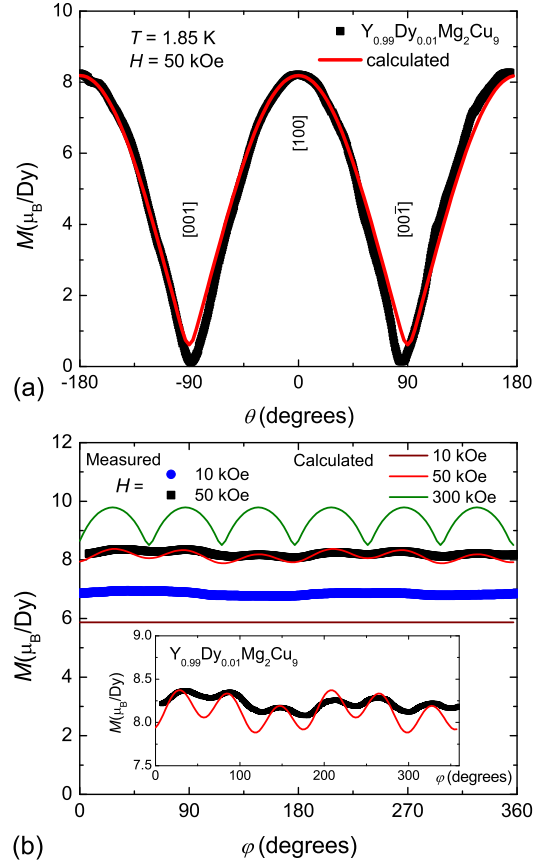 T = 1.85 K
H = 50 kOe
Y0.99Dy0.01Mg2Cu9
calculated
[100]
[001]
[001̄]
M(μB/Dy)
0
2
4
6
8
10
-180
-90
0
90
180
(a)
θ (degrees)
12
10
8
6
4
2
0
Measured
H =
10 kOe
50 kOe
Calculated
10 kOe
50 kOe
300 kOe
M(μB/Dy)
Y0.99Dy0.01Mg2Cu9
9.0
8.5
8.0
7.5
M(μB/Dy)
0
100
200
300
φ (degrees)
0
90
180
270
360
(b)
φ (degrees)